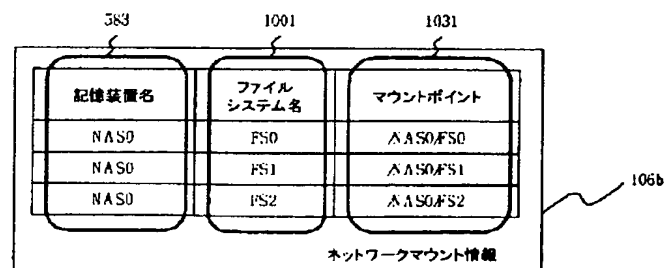 583 1001 1031
記憶装置名 ファイルシステム名 マウントポイント
NAS0 FS0 /NAS0/FS0
NAS0 FS1 /NAS0/FS1
NAS0 FS2 /NAS0/FS2
106b
ネットワークマウント情報